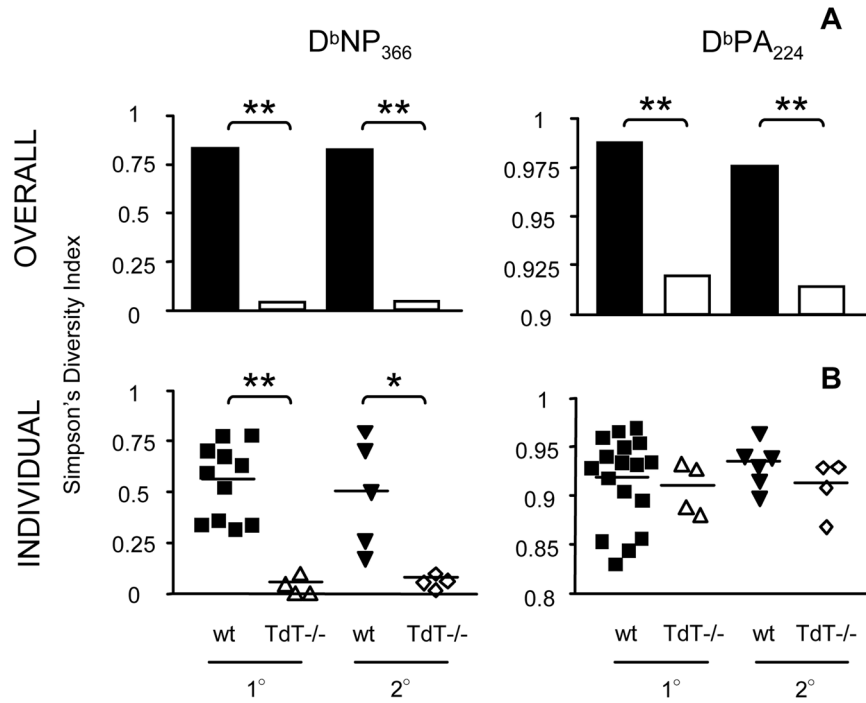 A
DᵇNP₃₆₆ DᵇPA₂₂₄
OVERALL
INDIVIDUAL
Simpson's Diversity Index
1
0.75
0.5
0.25
0
** **
1
0.975
0.95
0.925
0.9
** **
B
1
0.75
0.5
0.25
0
** *
1
0.95
0.9
0.85
0.8
wt TdT-/- wt TdT-/- wt TdT-/- wt TdT-/-
1° 2° 1° 2°